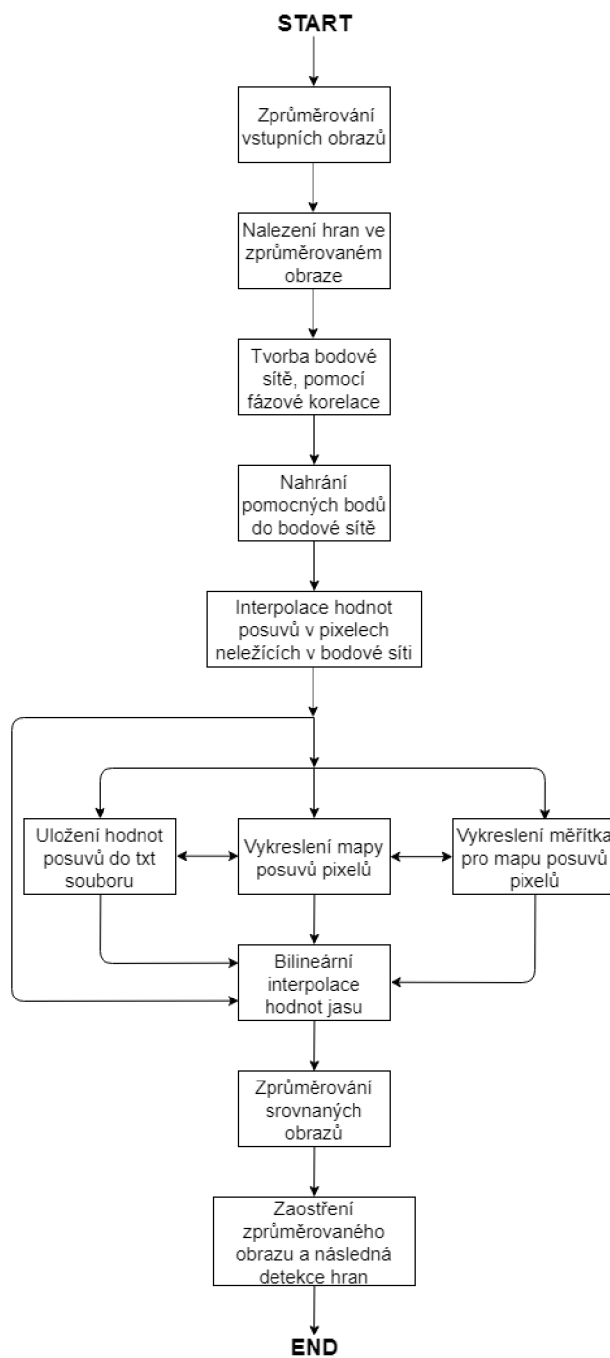 START
Zprůměrování
vstupních obrazů
Nalezení hran ve
zprůměrovaném
obraze
Tvorba bodové
sítě, pomocí
fázové korelace
Nahrání
pomocných bodů
do bodové sítě
Interpolace hodnot
posuvů v pixelech
neležících v bodové síti
Uložení hodnot
posuvů do txt
souboru
Vykreslení mapy
posuvů pixelů
Vykreslení měřítka
pro mapu posuvů
pixelů
Bilineární
interpolace
hodnot jasu
Zprůměrování
srovnaných
obrazů
Zaostření
zprůměrovaného
obrazu a následná
detekce hran
END